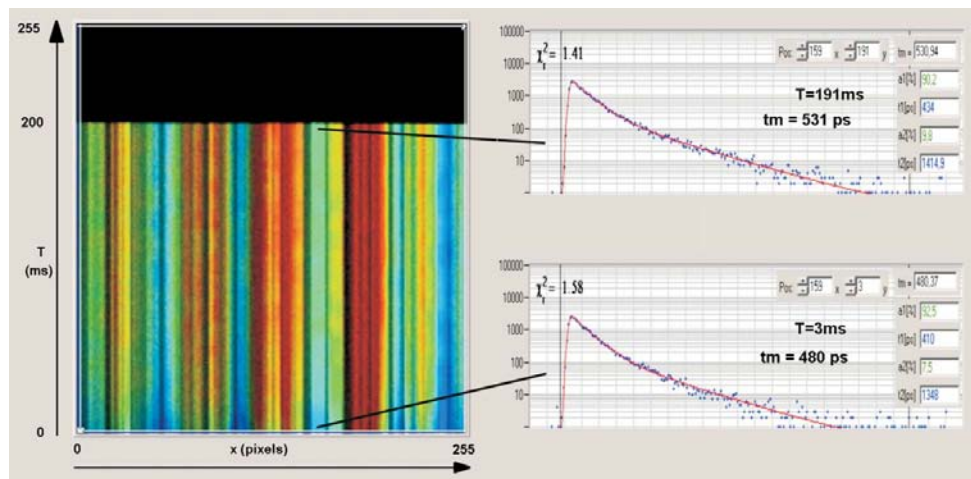 255
200
T
(ms)
0
0
x (pixels)
255
100000-
10000-
1000-
100-
10-
χr²= 1.41
Pos: 159 x 191 y
tm = 530,94
a1[%] 90,2
t1[ps] 434
a2[%] 9,8
t2[ps] 1414,9
T=191ms
tm = 531 ps
100000-
10000-
1000-
100-
10-
χr²= 1.58
Pos: 159 x 3 y
tm = 480,37
a1[%] 92,5
t1[ps] 410
a2[%] 7,5
t2[ps] 1348
T=3ms
tm = 480 ps